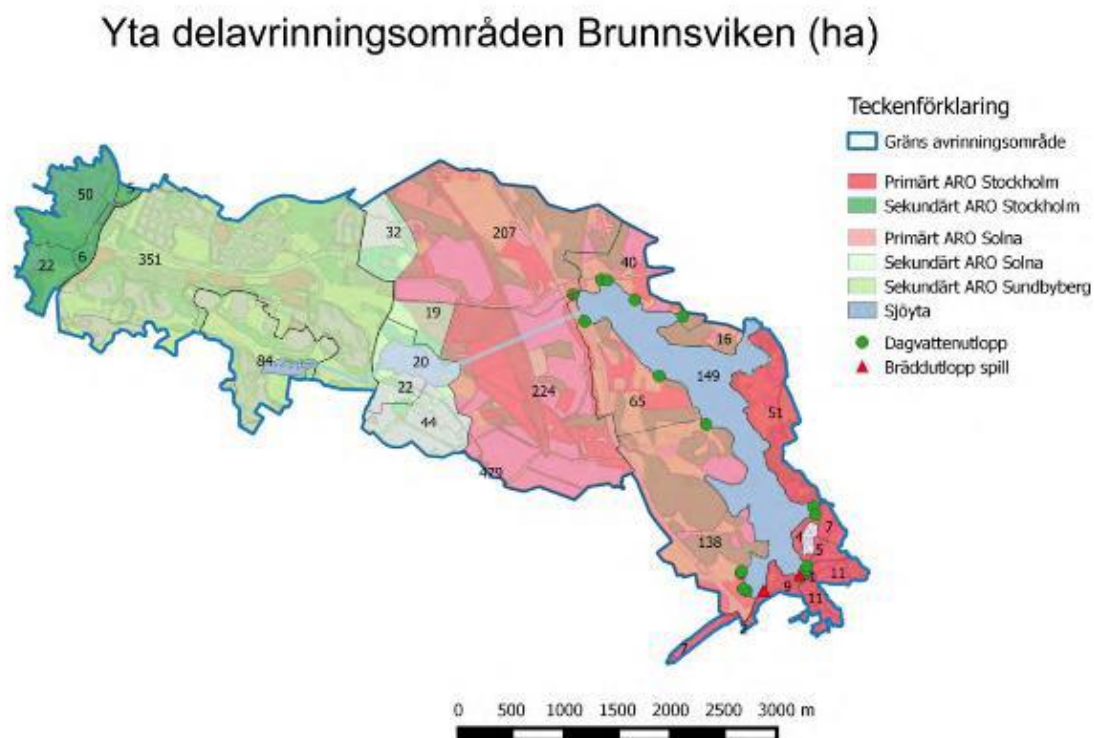 Yta delavrinningsområden Brunnsviken (ha)
Teckenförklaring
Gräns avrinningsområde
Primärt ARO Stockholm
Sekundärt ARO Stockholm
Primärt ARO Solna
Sekundärt ARO Solna
Sekundärt ARO Sundbyberg
Sjöyta
Dagvattenutlopp
Bräddutlopp spill
50
5
22
6
351
32
207
40
19
16
84
20
149
22
224
65
51
44
479
138
7
5
11
9
11
7
0 500 1000 1500 2000 2500 3000 m